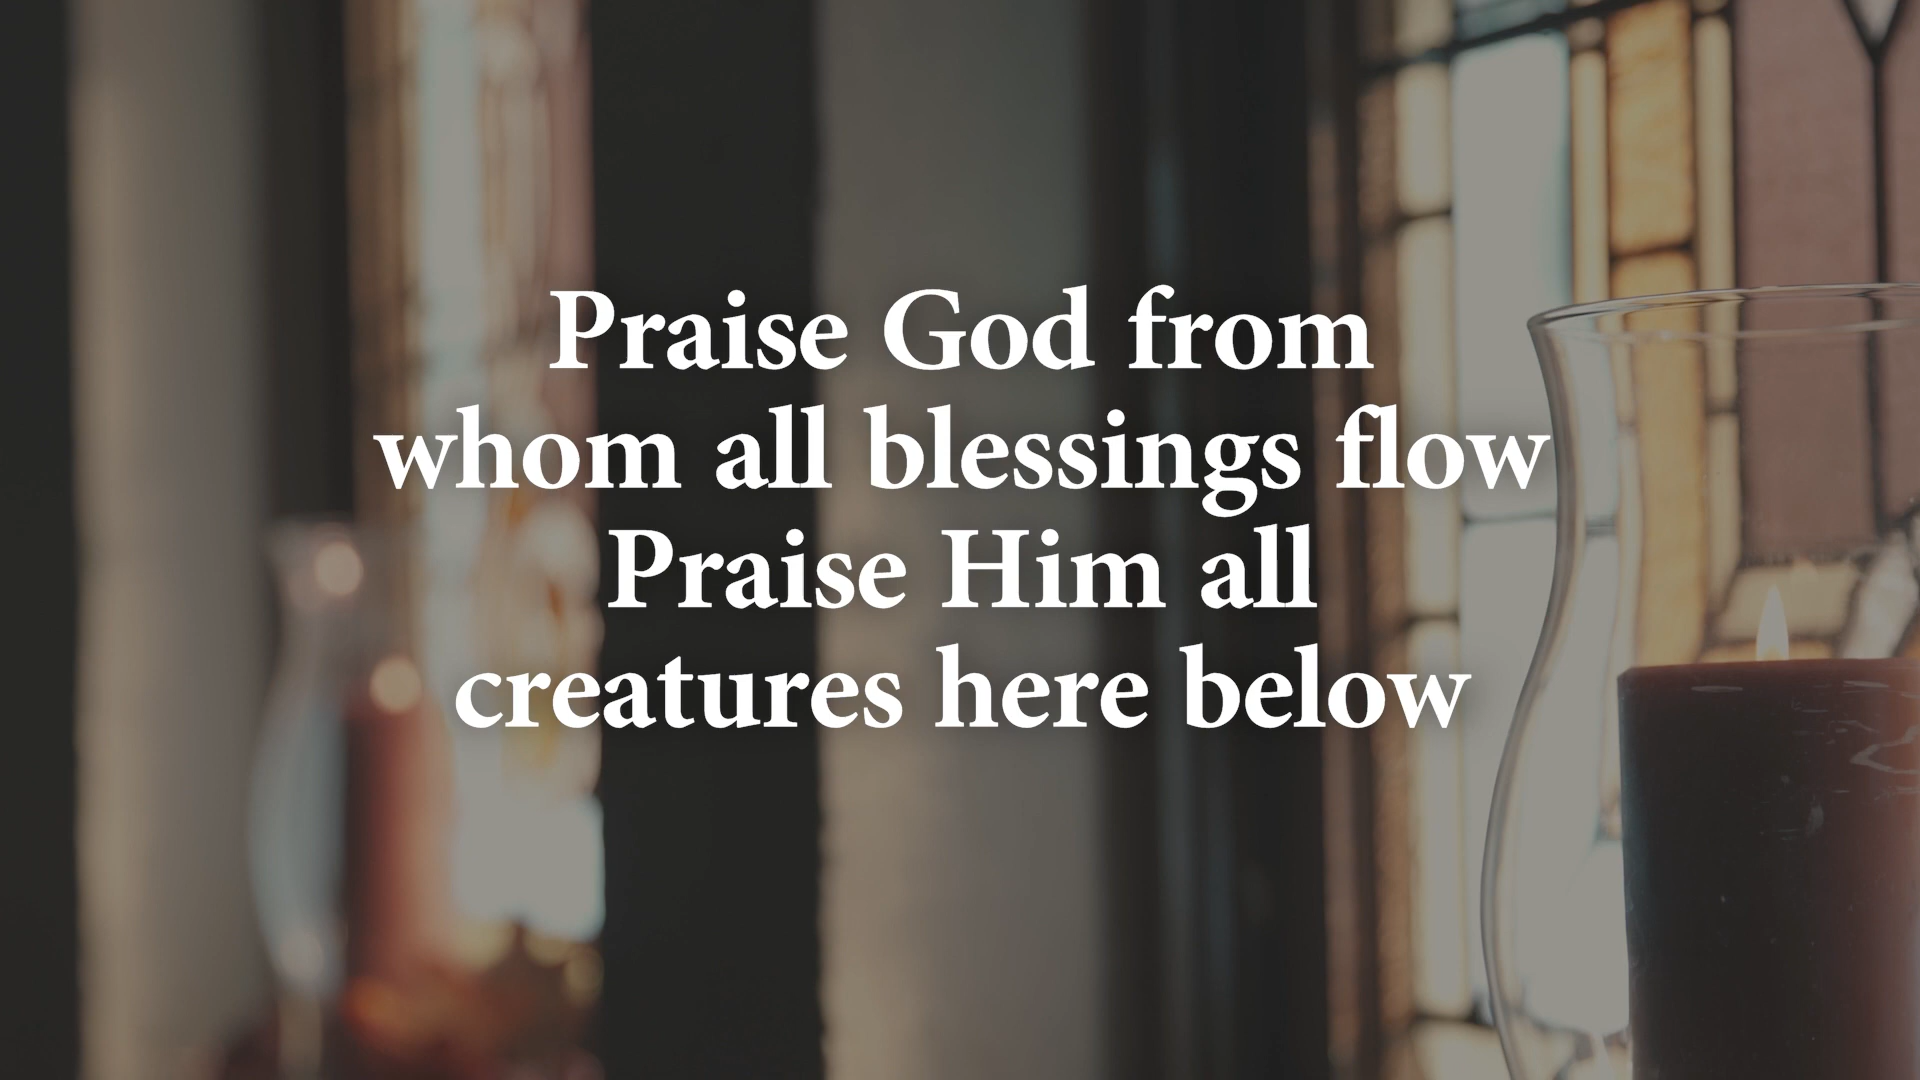 Praise God from
whom all blessings flow
Praise Him all
creatures here below